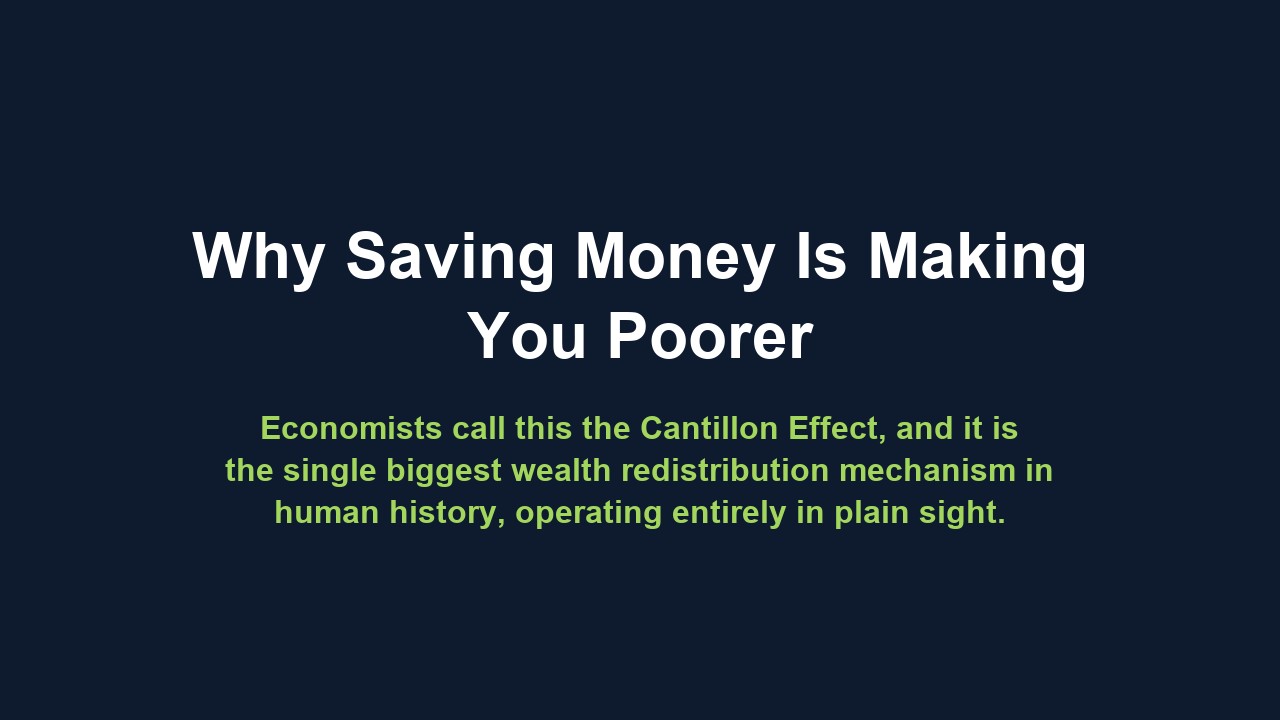 Why Saving Money Is Making
You Poorer
Economists call this the Cantillon Effect, and it is
the single biggest wealth redistribution mechanism in
human history, operating entirely in plain sight.